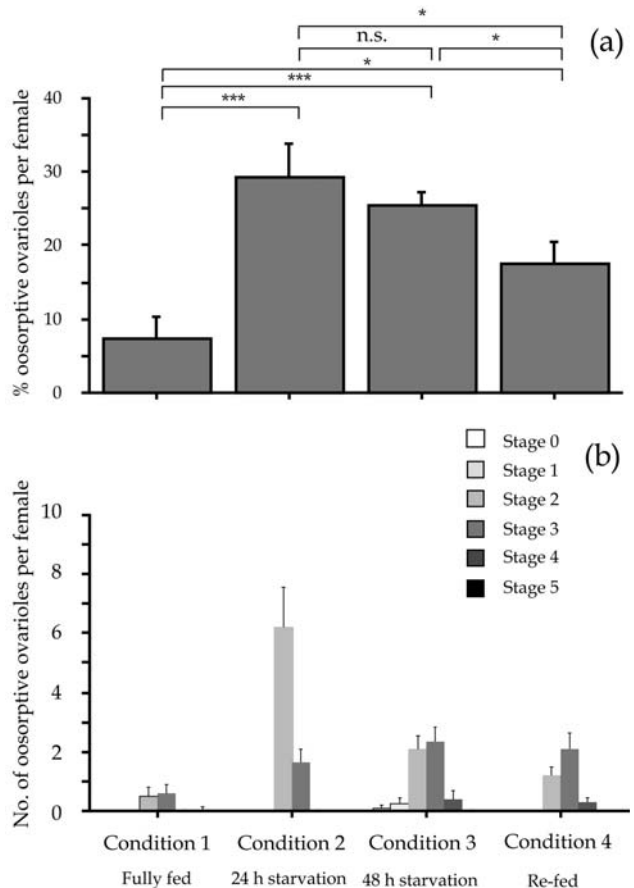 *
n.s.
*
(a)
*
***
***
% oosorptive ovarioles per female
40
30
20
10
0
(b)
Stage 0
Stage 1
Stage 2
Stage 3
Stage 4
Stage 5
No. of oosorptive ovarioles per female
10
8
6
4
2
0
Condition 1 Condition 2 Condition 3 Condition 4
Fully fed 24 h starvation 48 h starvation Re-fed